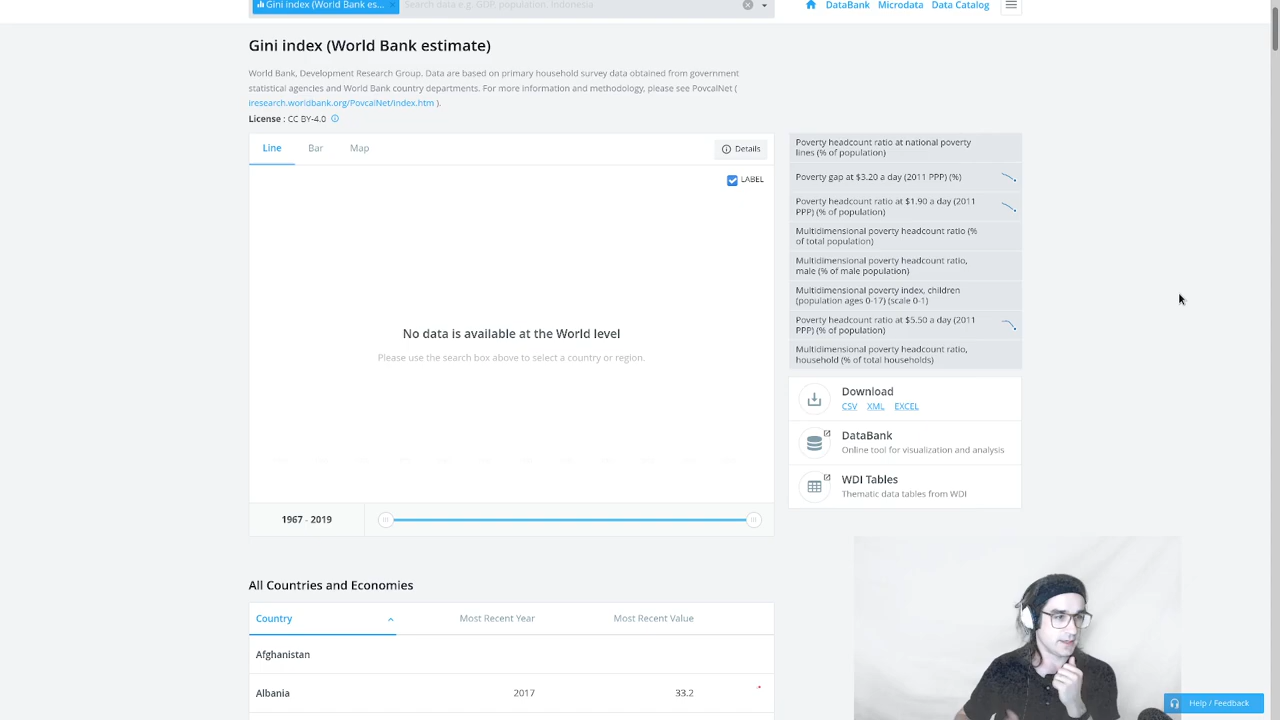 Gini index (World Bank es... ×
Search data e.g. GDP, population, Indonesia
DataBank Microdata Data Catalog
Gini index (World Bank estimate)
World Bank, Development Research Group. Data are based on primary household survey data obtained from government
statistical agencies and World Bank country departments. For more information and methodology, please see PovcalNet (
iresearch.worldbank.org/PovcalNet/index.htm ).
License : CC BY-4.0
Line Bar Map
Details
LABEL
No data is available at the World level
Please use the search box above to select a country or region.
1967 - 2019
Poverty headcount ratio at national poverty
lines (% of population)
Poverty gap at $3.20 a day (2011 PPP) (%)
Poverty headcount ratio at $1.90 a day (2011
PPP) (% of population)
Multidimensional poverty headcount ratio (%
of total population)
Multidimensional poverty headcount ratio,
male (% of male population)
Multidimensional poverty index, children
(population ages 0-17) (scale 0-1)
Poverty headcount ratio at $5.50 a day (2011
PPP) (% of population)
Multidimensional poverty headcount ratio,
household (% of total households)
Download
CSV XML EXCEL
DataBank
Online tool for visualization and analysis
WDI Tables
Thematic data tables from WDI
All Countries and Economies
Country Most Recent Year Most Recent Value
Afghanistan
Albania 2017 33.2
Help / Feedback